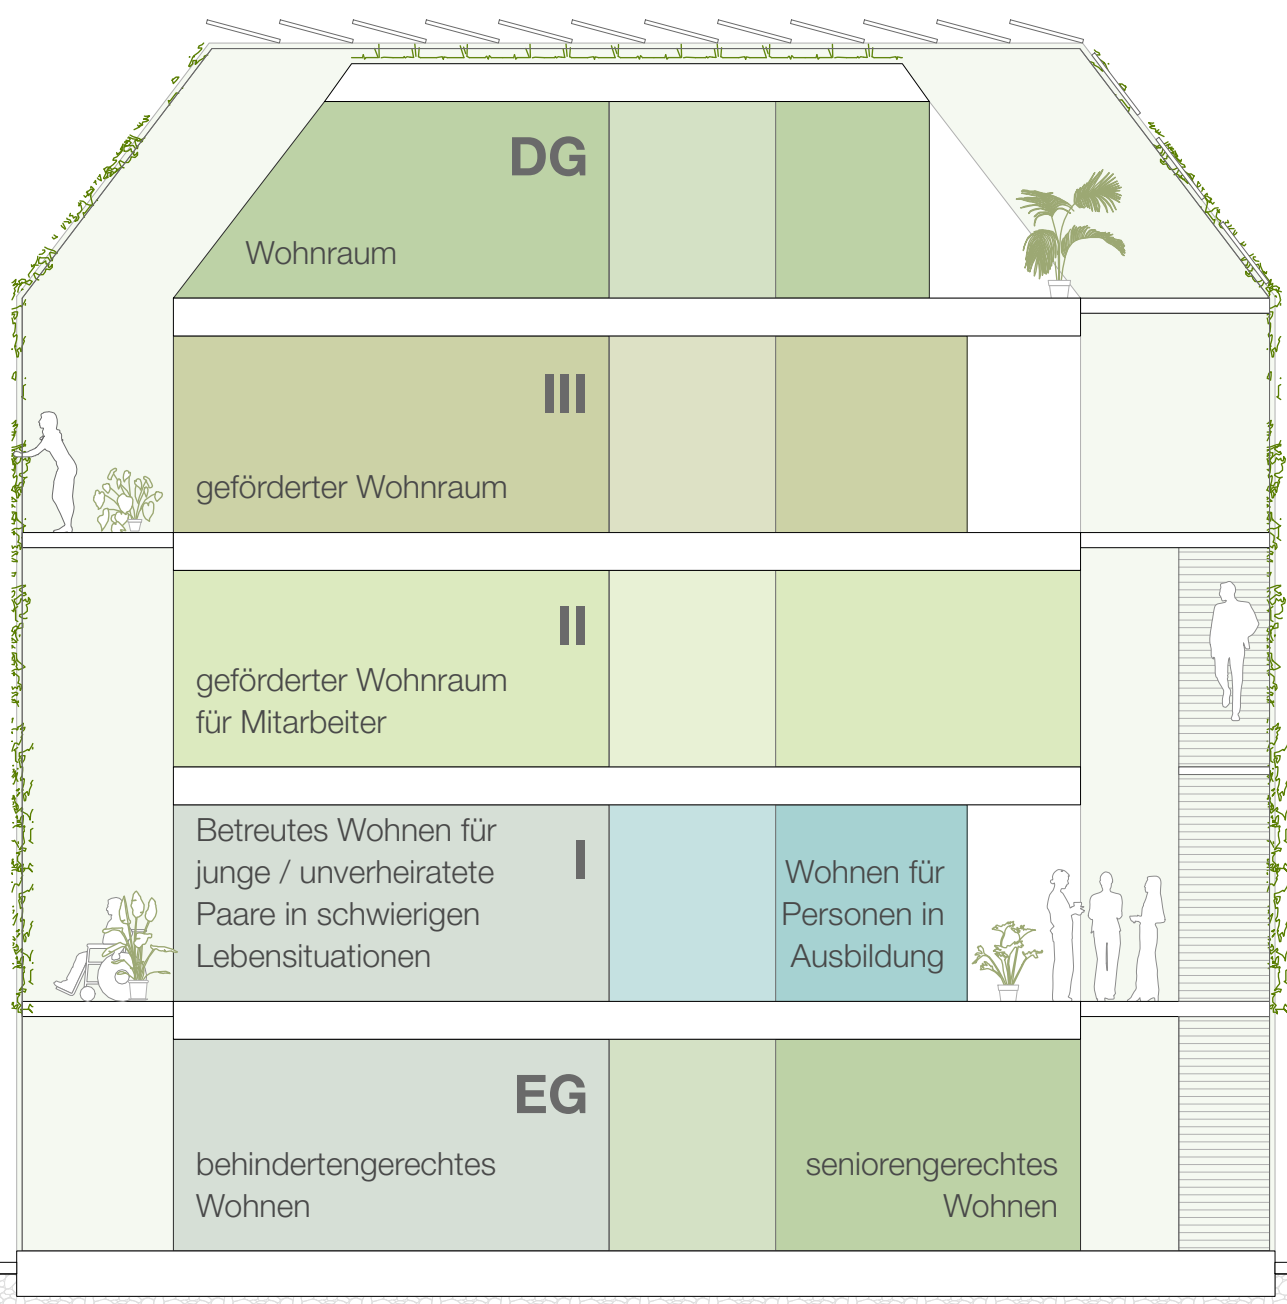 DG
Wohnraum
III
geförderter Wohnraum
II
geförderter Wohnraum
für Mitarbeiter
I
Betreutes Wohnen für
junge / unverheiratete
Paare in schwierigen
Lebensituationen
Wohnen für
Personen in
Ausbildung
EG
behindertengerechtes
Wohnen
seniorengerechtes
Wohnen